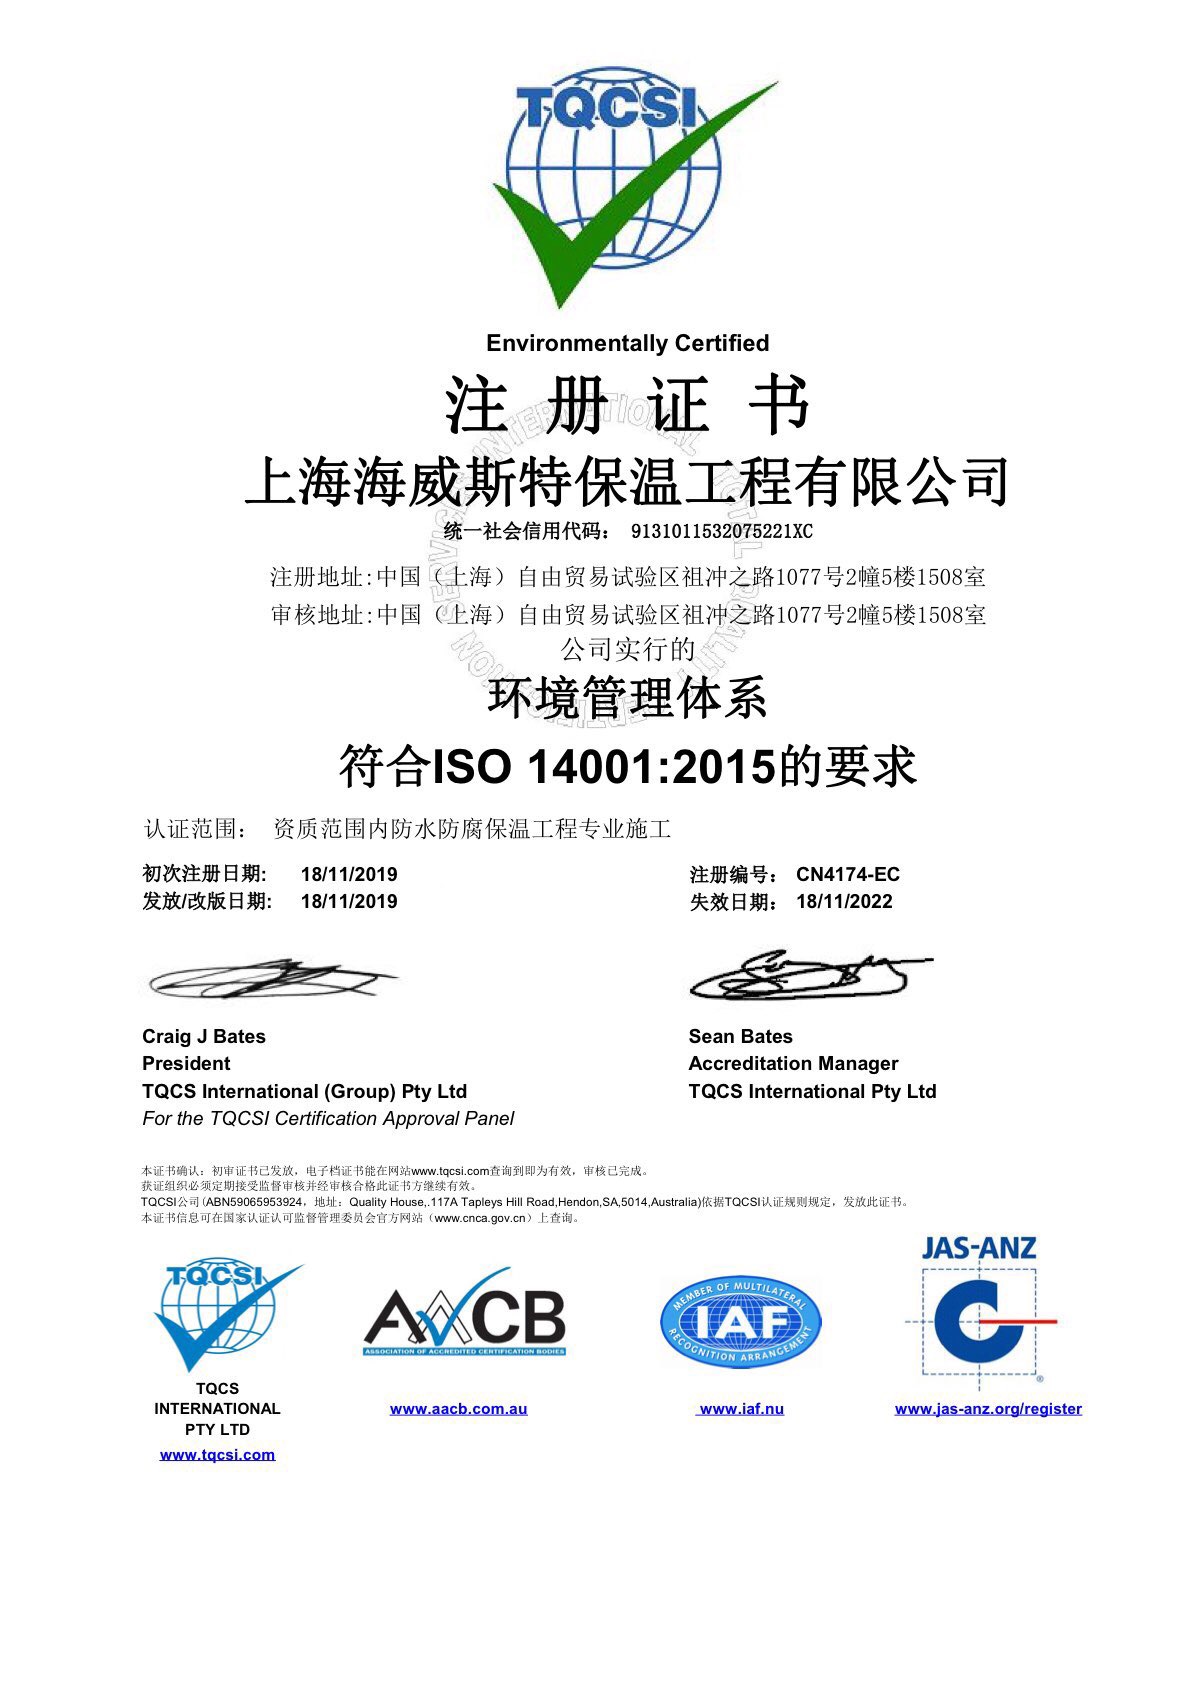 TQCSI
Environmentally Certified
注 册 证 书
上海海威斯特保温工程有限公司
统一社会信用代码： 9131011532075221XC
注册地址:中国（上海）自由贸易试验区祖冲之路1077号2幢5楼1508室
审核地址:中国（上海）自由贸易试验区祖冲之路1077号2幢5楼1508室
公司实行的
环境管理体系
符合ISO 14001:2015的要求
认证范围： 资质范围内防水防腐保温工程专业施工
初次注册日期: 18/11/2019 注册编号： CN4174-EC
发放/改版日期: 18/11/2019 失效日期： 18/11/2022
Craig J Bates Sean Bates
President Accreditation Manager
TQCS International (Group) Pty Ltd TQCS International Pty Ltd
For the TQCSI Certification Approval Panel
本证书确认：初审证书已发放，电子档证书能在网站www.tqcsi.com查询到即为有效，审核已完成。
获证组织必须定期接受监督审核并经审核合格此证书方继续有效。
TQCSI公司(ABN59065953924，地址：Quality House,.117A Tapleys Hill Road,Hendon,SA,5014,Australia)依据TQCSI认证规则规定，发放此证书。
本证书信息可在国家认证认可监督管理委员会官方网站（www.cnca.gov.cn）上查询。
TQCSI
AACB
ASSOCIATION OF ACCREDITED CERTIFICATION BODIES
MEMBER OF MULTILATERAL
IAF
RECOGNITION ARRANGEMENT
JAS-ANZ
®
TQCS
INTERNATIONAL
PTY LTD
www.tqcsi.com
www.aacb.com.au
www.iaf.nu
www.jas-anz.org/register
TOTAL QUALITY CERTIFICATION SERVICES INTERNATIONAL